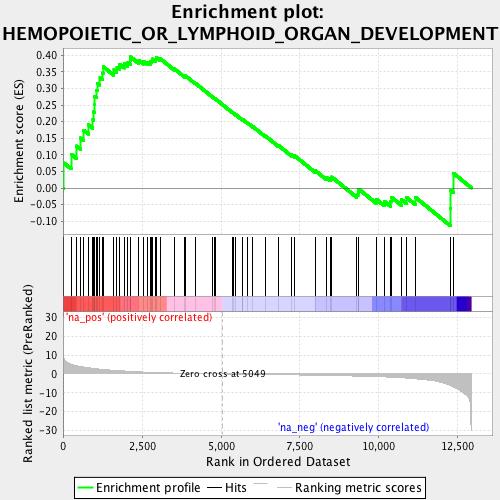 Enrichment plot:
HEMOPOIETIC_OR_LYMPHOID_ORGAN_DEVELOPMENT
Enrichment score (ES)
0.40
0.35
0.30
0.25
0.20
0.15
0.10
0.05
0.00
-0.05
-0.10
'na_pos' (positively correlated)
Ranked list metric (PreRanked)
30
20
10
0
-10
-20
-30
Zero cross at 5049
'na_neg' (negatively correlated)
0
2,500
5,000
7,500
10,000
12,500
Rank in Ordered Dataset
Enrichment profile
Hits
Ranking metric scores